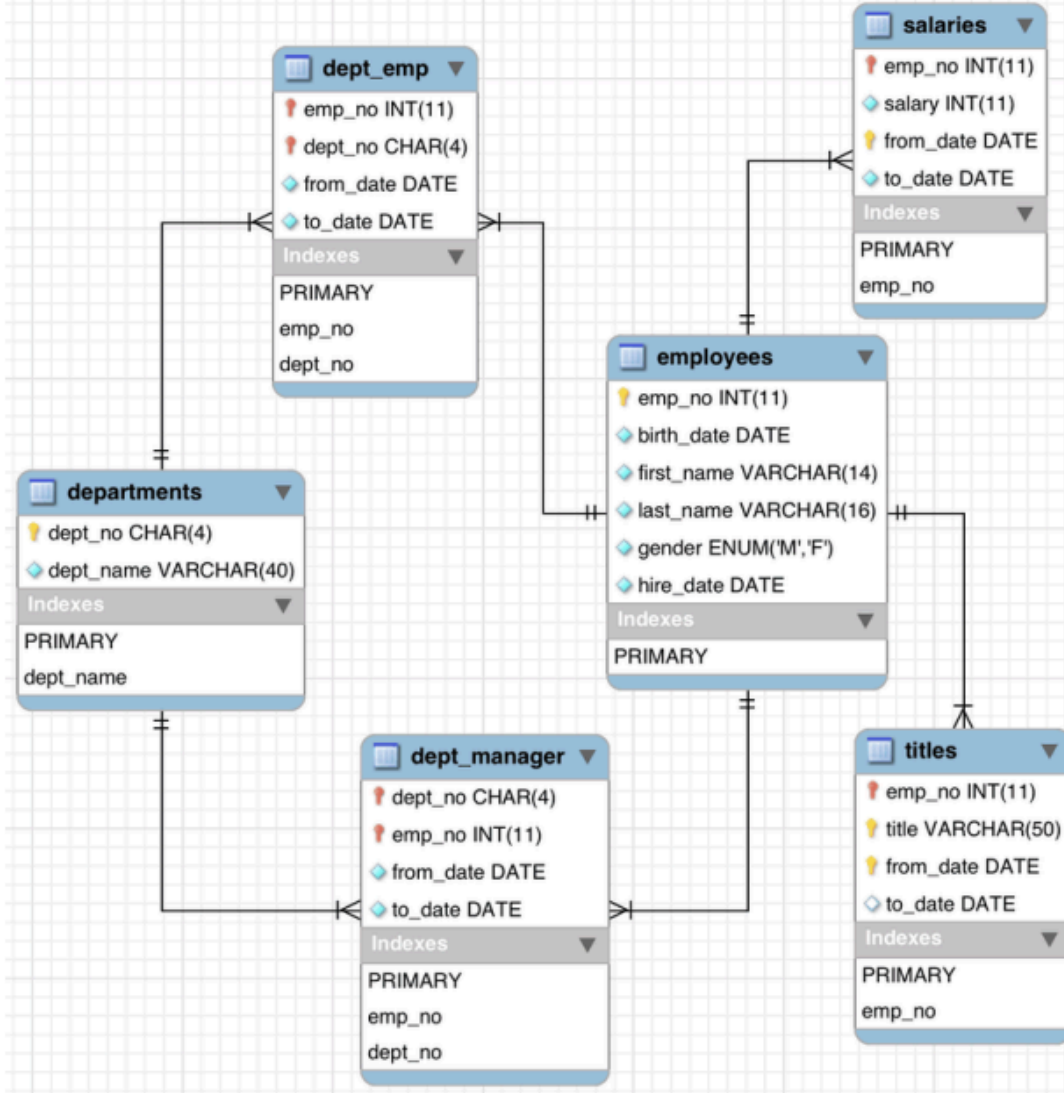 salaries
emp_no INT(11)
salary INT(11)
from_date DATE
to_date DATE
Indexes
PRIMARY
emp_no
dept_emp
emp_no INT(11)
dept_no CHAR(4)
from_date DATE
to_date DATE
Indexes
PRIMARY
emp_no
dept_no
employees
emp_no INT(11)
birth_date DATE
first_name VARCHAR(14)
last_name VARCHAR(16)
gender ENUM('M','F')
hire_date DATE
Indexes
PRIMARY
departments
dept_no CHAR(4)
dept_name VARCHAR(40)
Indexes
PRIMARY
dept_name
dept_manager
dept_no CHAR(4)
emp_no INT(11)
from_date DATE
to_date DATE
Indexes
PRIMARY
emp_no
dept_no
titles
emp_no INT(11)
title VARCHAR(50)
from_date DATE
to_date DATE
Indexes
PRIMARY
emp_no